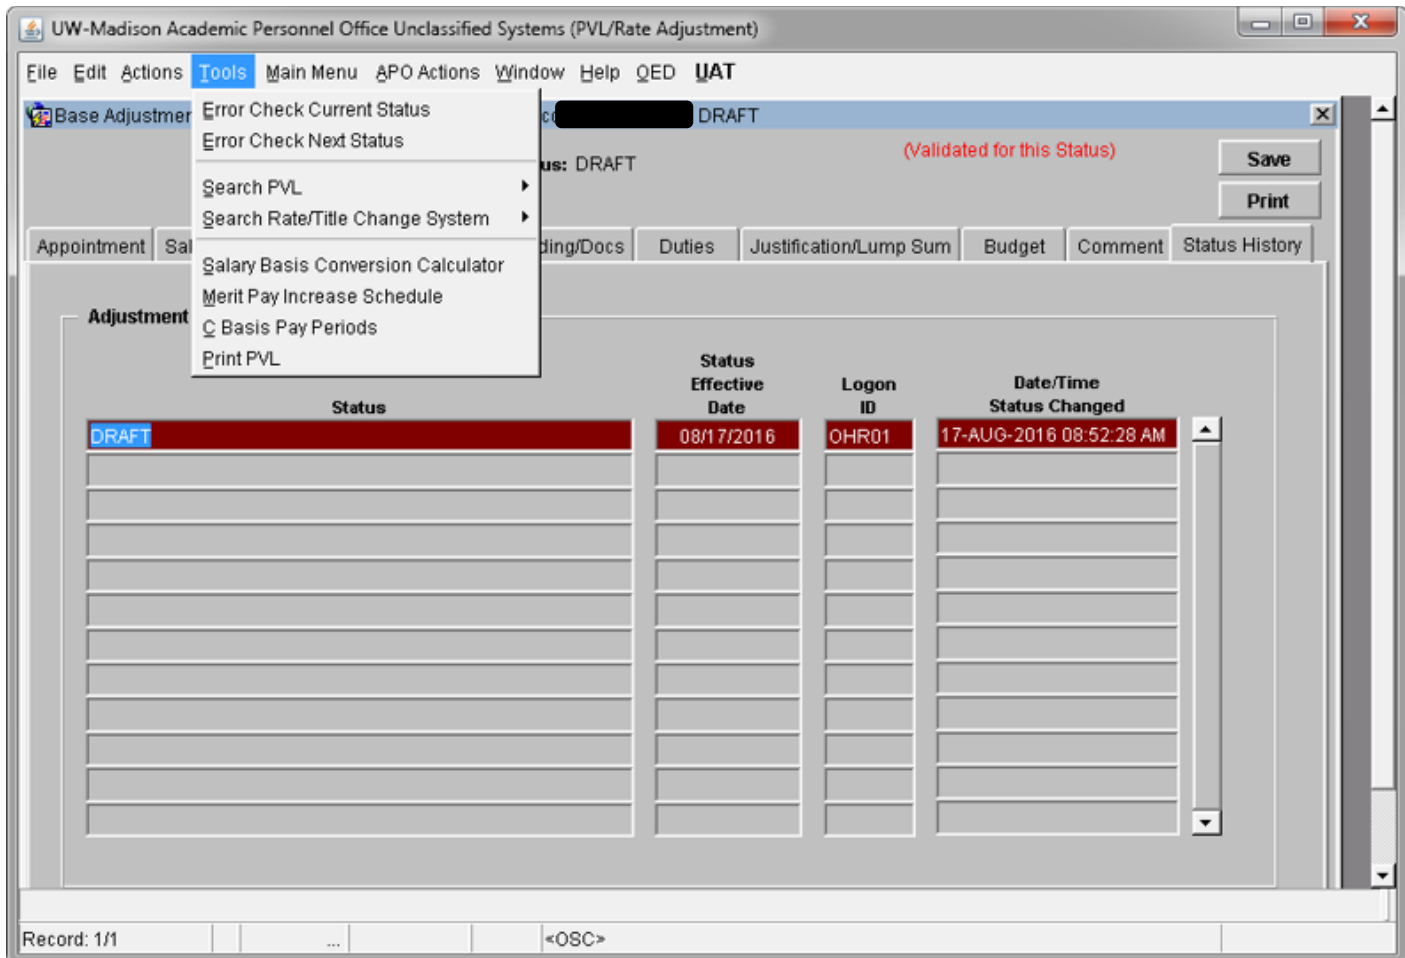 UW-Madison Academic Personnel Office Unclassified Systems (PVL/Rate Adjustment)
File Edit Actions Tools Main Menu APO Actions Window Help QED UAT
Base Adjustmer DRAFT
Error Check Current Status
Error Check Next Status
us: DRAFT
(Validated for this Status)
Save
Print
Search PVL
Search Rate/Title Change System
Appointment Sal ding/Docs Duties Justification/Lump Sum Budget Comment Status History
Salary Basis Conversion Calculator
Merit Pay Increase Schedule
C Basis Pay Periods
Print PVL
Adjustment
Status
Status Effective Date
Logon ID
Date/Time Status Changed
DRAFT 08/17/2016 OHR01 17-AUG-2016 08:52:28 AM
Record: 1/1 ... <OSC>